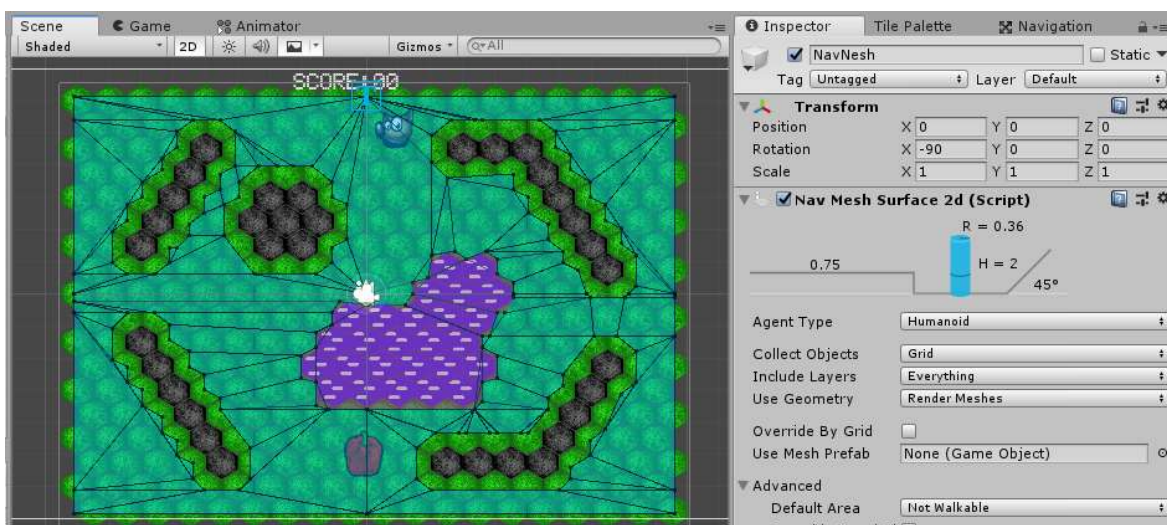 Scene Game Animator
Shaded 2D Gizmos All
SCORE:00
Inspector Tile Palette Navigation
NavNesh Static
Tag Untagged Layer Default
Transform
Position X 0 Y 0 Z 0
Rotation X -90 Y 0 Z 0
Scale X 1 Y 1 Z 1
Nav Mesh Surface 2d (Script)
R = 0.36
0.75 H = 2
45°
Agent Type Humanoid
Collect Objects Grid
Include Layers Everything
Use Geometry Render Meshes
Override By Grid
Use Mesh Prefab None (Game Object)
Advanced
Default Area Not Walkable